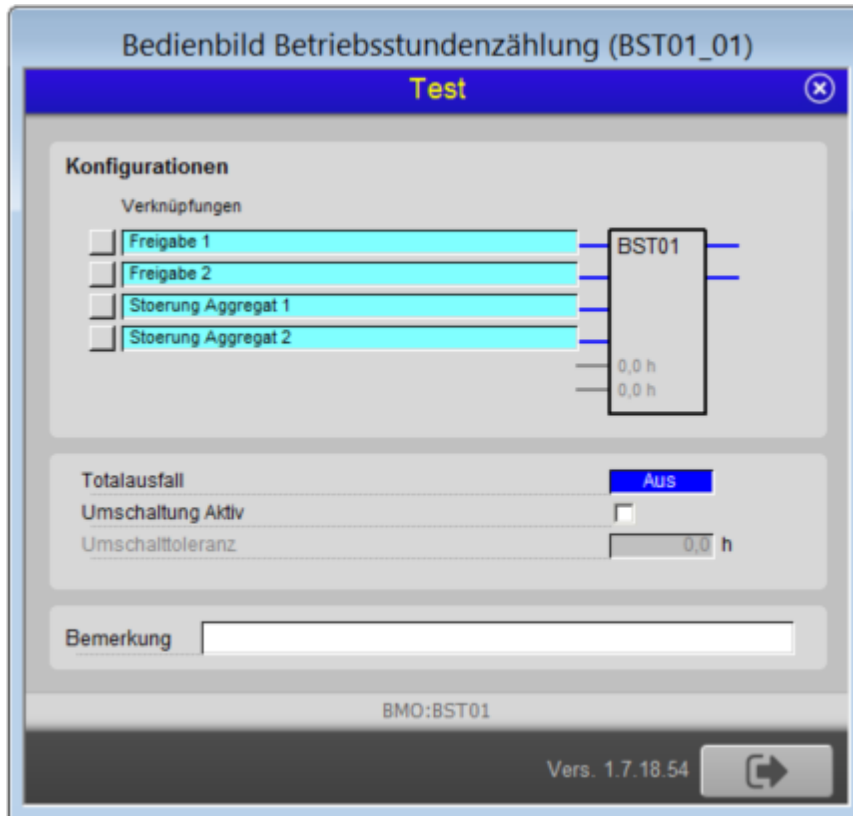 Bedienbild Betriebsstundenzählung (BST01_01)
Test
Konfigurationen
Verknüpfungen
Freigabe 1
BST01
Freigabe 2
Stoerung Aggregat 1
Stoerung Aggregat 2
0,0 h
0,0 h
Totalausfall Aus
Umschaltung Aktiv
Umschalttoleranz 0,0 h
Bemerkung
BMO:BST01
Vers. 1.7.18.54